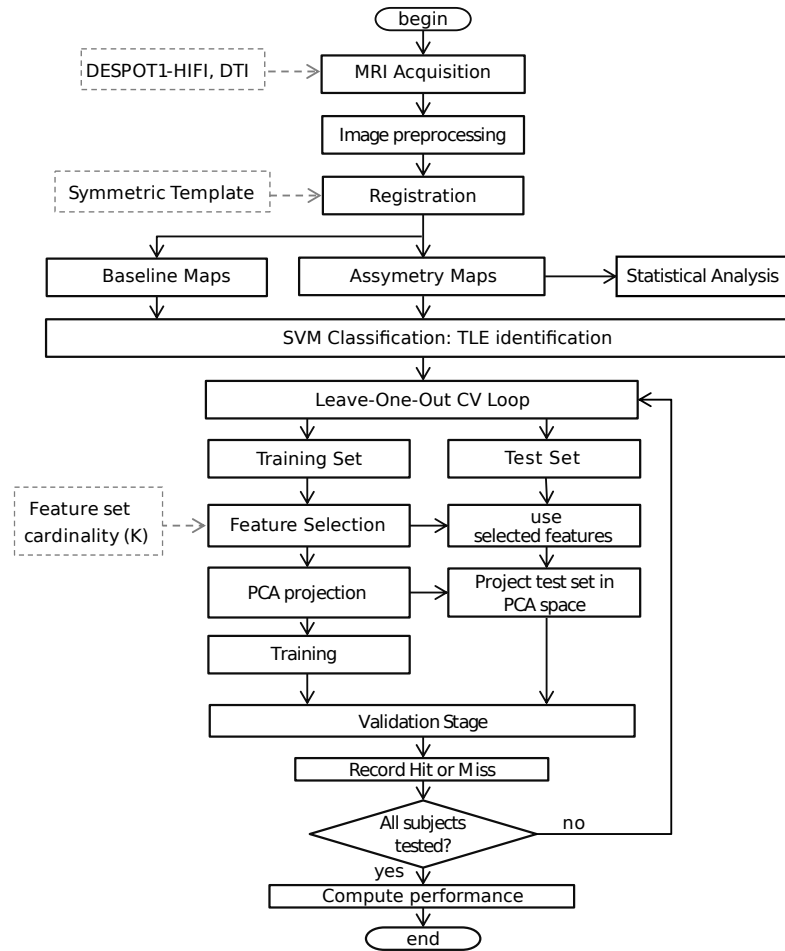 begin
DESPOT1-HIFI, DTI
MRI Acquisition
Image preprocessing
Symmetric Template
Registration
Baseline Maps
Assymetry Maps
Statistical Analysis
SVM Classification: TLE identification
Leave-One-Out CV Loop
Training Set
Test Set
Feature set
cardinality (K)
Feature Selection
use
selected features
PCA projection
Project test set in
PCA space
Training
Validation Stage
Record Hit or Miss
All subjects
tested?
no
yes
Compute performance
end